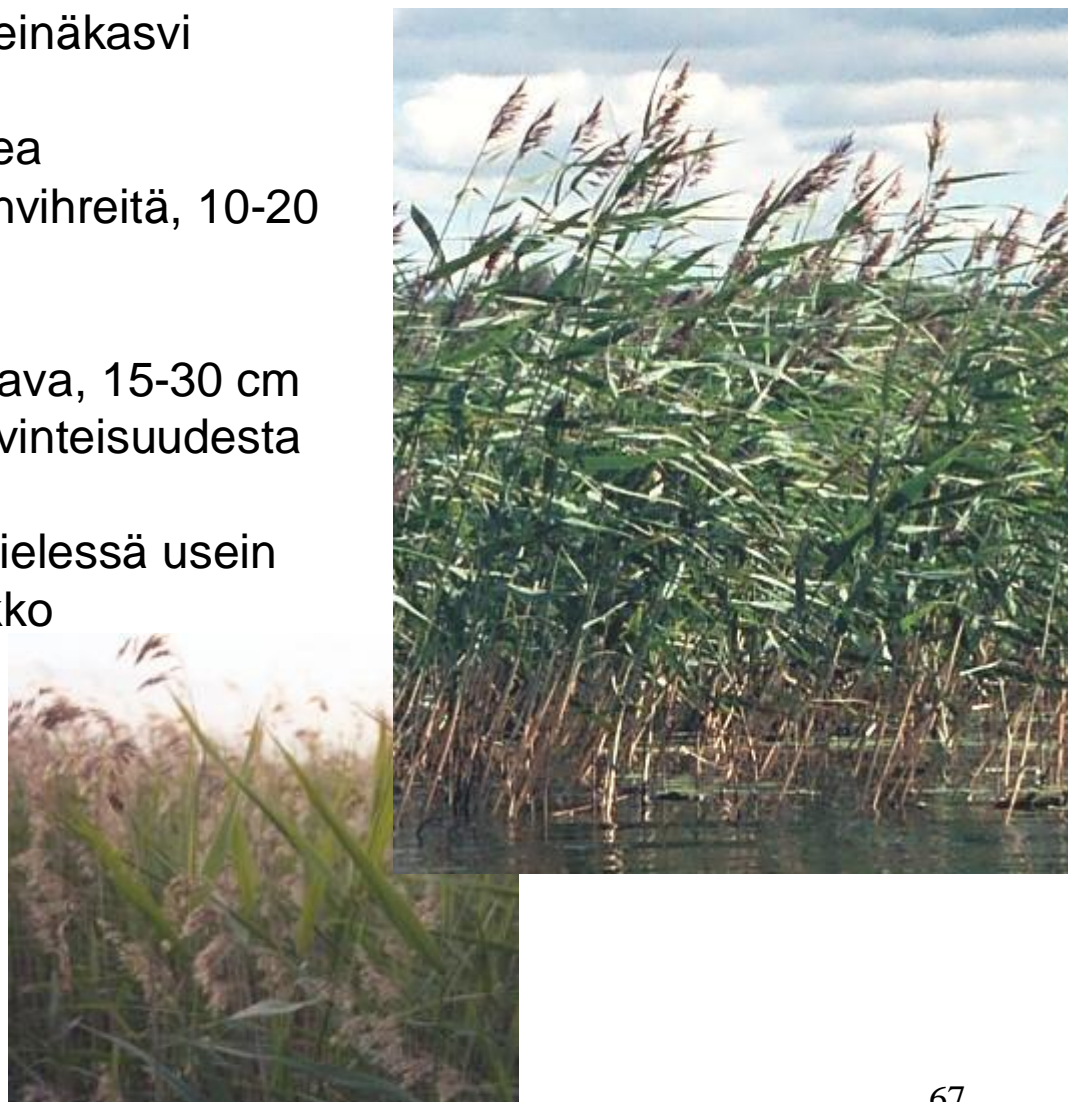 einäkasvi
ea
nvihreitä, 10-20
ava, 15-30 cm
vinteisuudesta
ielessä usein
kko
67